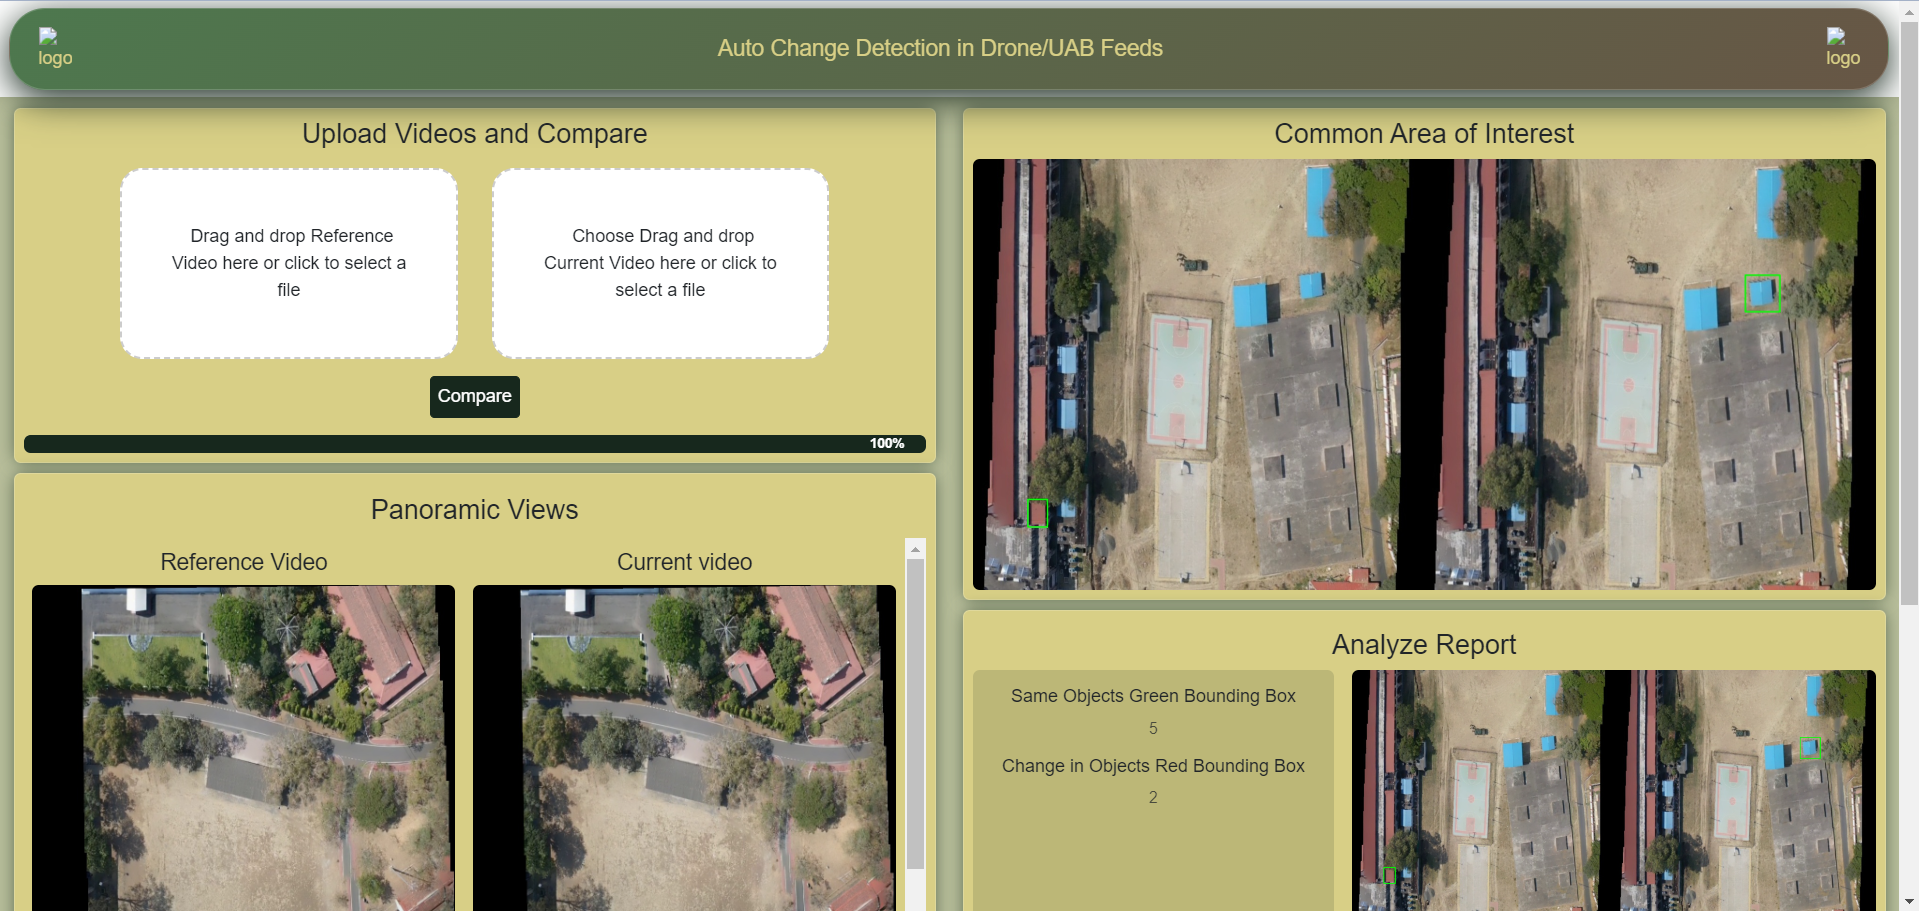 logo
Auto Change Detection in Drone/UAB Feeds
logo
Upload Videos and Compare
Drag and drop Reference
Video here or click to select a
file
Choose Drag and drop
Current Video here or click to
select a file
Compare
100%
Panoramic Views
Reference Video
Current video
Common Area of Interest
Analyze Report
Same Objects Green Bounding Box
5
Change in Objects Red Bounding Box
2